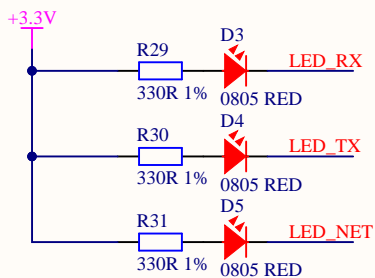 +3.3V
D3
R29
LED_RX
330R 1%
0805 RED
D4
R30
LED_TX
330R 1%
0805 RED
D5
R31
LED_NET
330R 1%
0805 RED